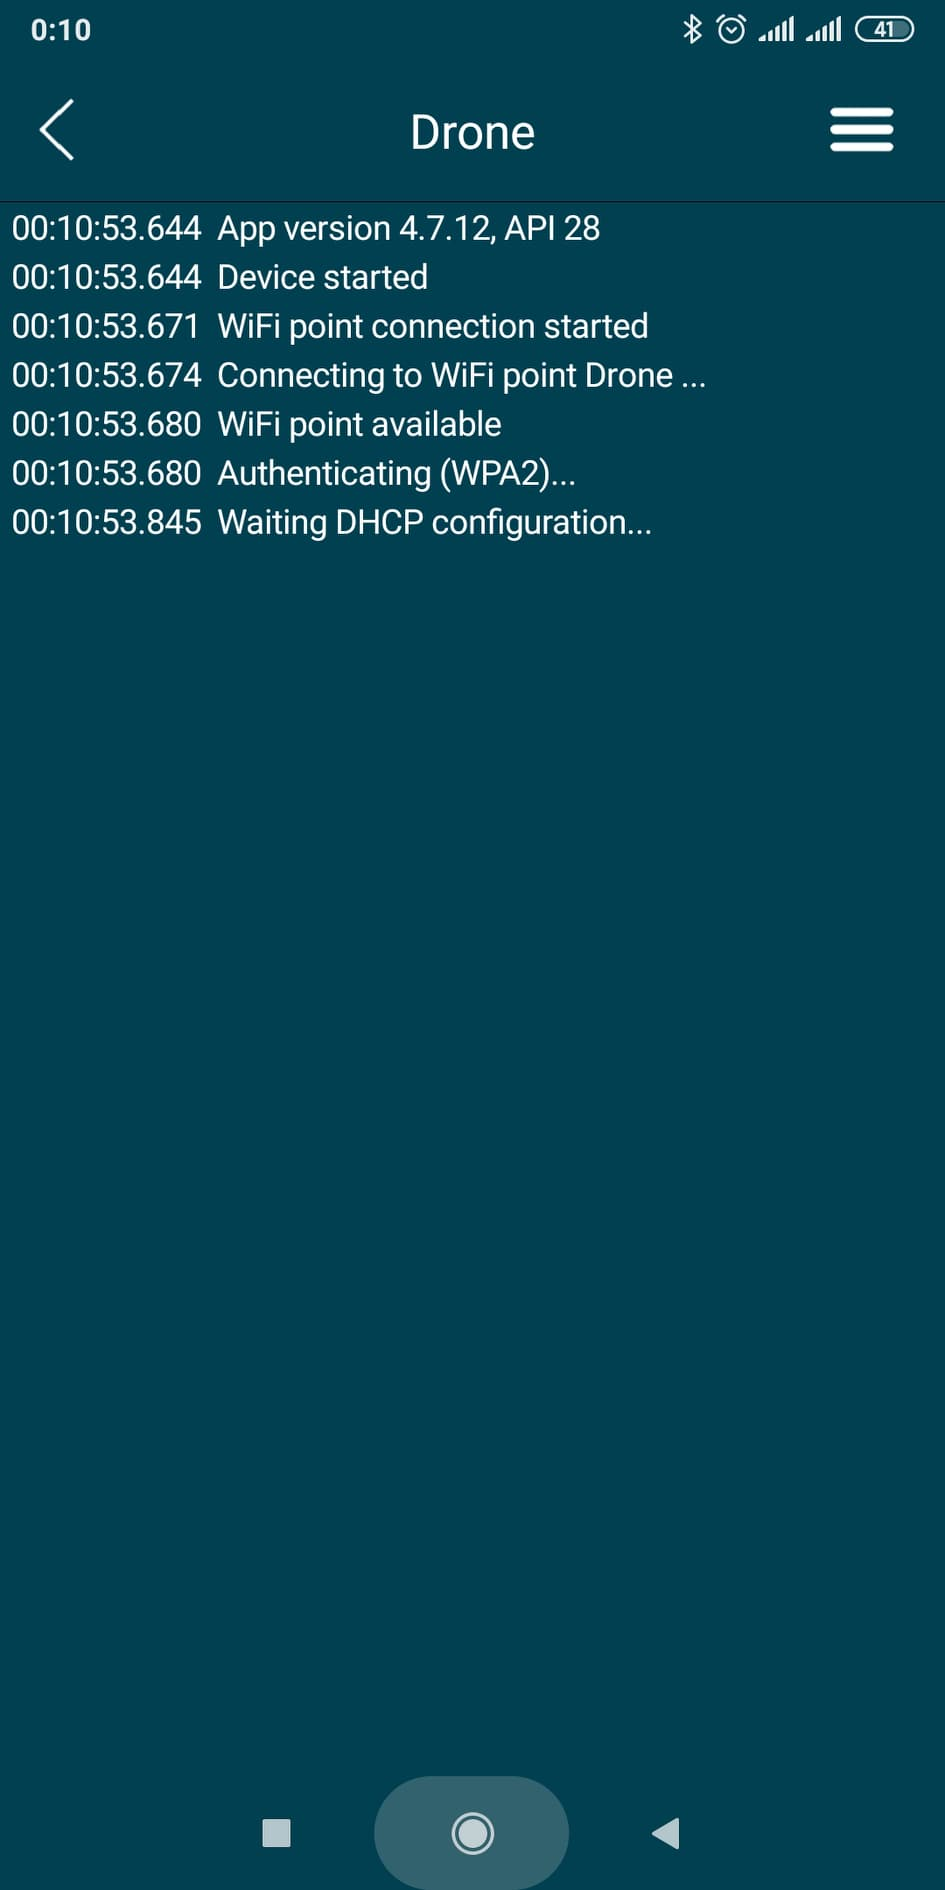 0:10
41
Drone
00:10:53.644 App version 4.7.12, API 28
00:10:53.644 Device started
00:10:53.671 WiFi point connection started
00:10:53.674 Connecting to WiFi point Drone ...
00:10:53.680 WiFi point available
00:10:53.680 Authenticating (WPA2)...
00:10:53.845 Waiting DHCP configuration...